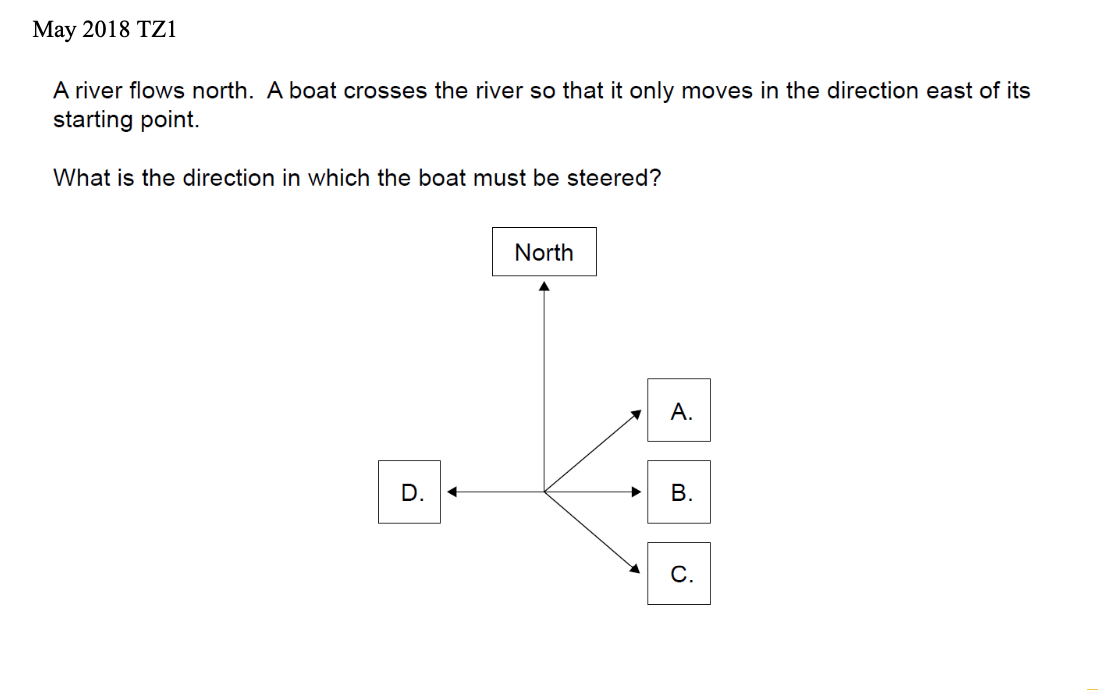 May 2018 TZ1
A river flows north. A boat crosses the river so that it only moves in the direction east of its
starting point.
What is the direction in which the boat must be steered?
North
A.
D.
B.
C.